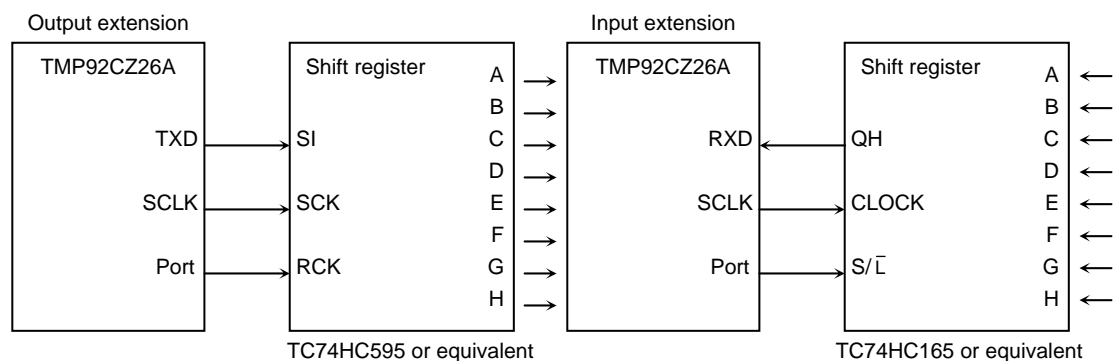 Output extension
TMP92CZ26A
TXD
SCLK
Port
Shift register
SI
SCK
RCK
A
B
C
D
E
F
G
H
TC74HC595 or equivalent
Input extension
TMP92CZ26A
RXD
SCLK
Port
Shift register
QH
CLOCK
S/L̅
A
B
C
D
E
F
G
H
TC74HC165 or equivalent